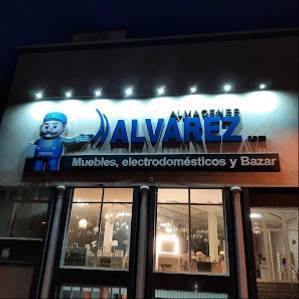 ALMACENES
ALVAREZ.com
Muebles, electrodomésticos y Bazar